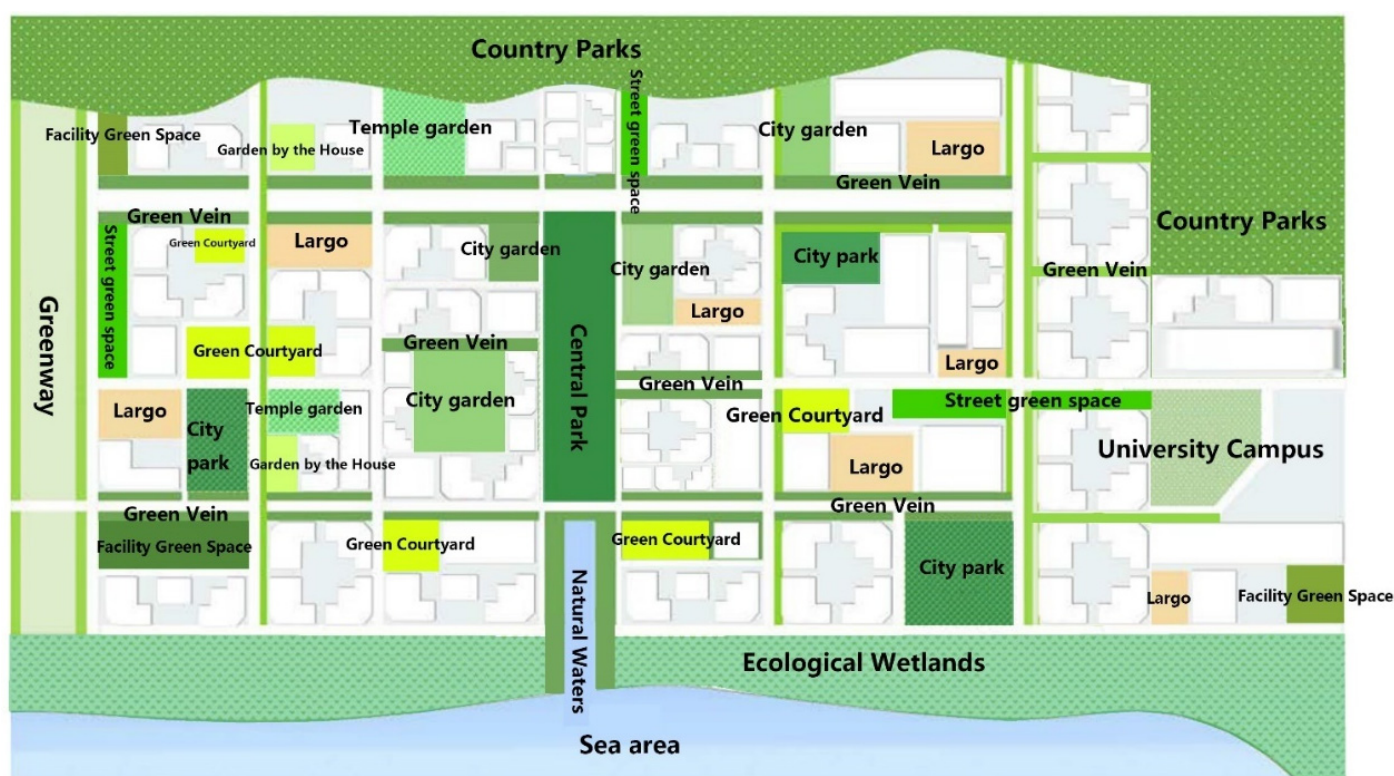 Country Parks
Facility Green Space
Garden by the House
Temple garden
Street green space
City garden
Largo
Green Vein
Green Vein
Street green space
Green Courtyard
Largo
City garden
City garden
Largo
City park
Largo
Green Vein
Country Parks
Greenway
Green Courtyard
Green Vein
City garden
Central Park
Green Vein
Largo
City
park
Temple garden
Garden by the House
Green Courtyard
Largo
Street green space
University Campus
Green Vein
Facility Green Space
Green Courtyard
Natural Waters
Green Courtyard
Green Vein
City park
Largo
Facility Green Space
Ecological Wetlands
Sea area